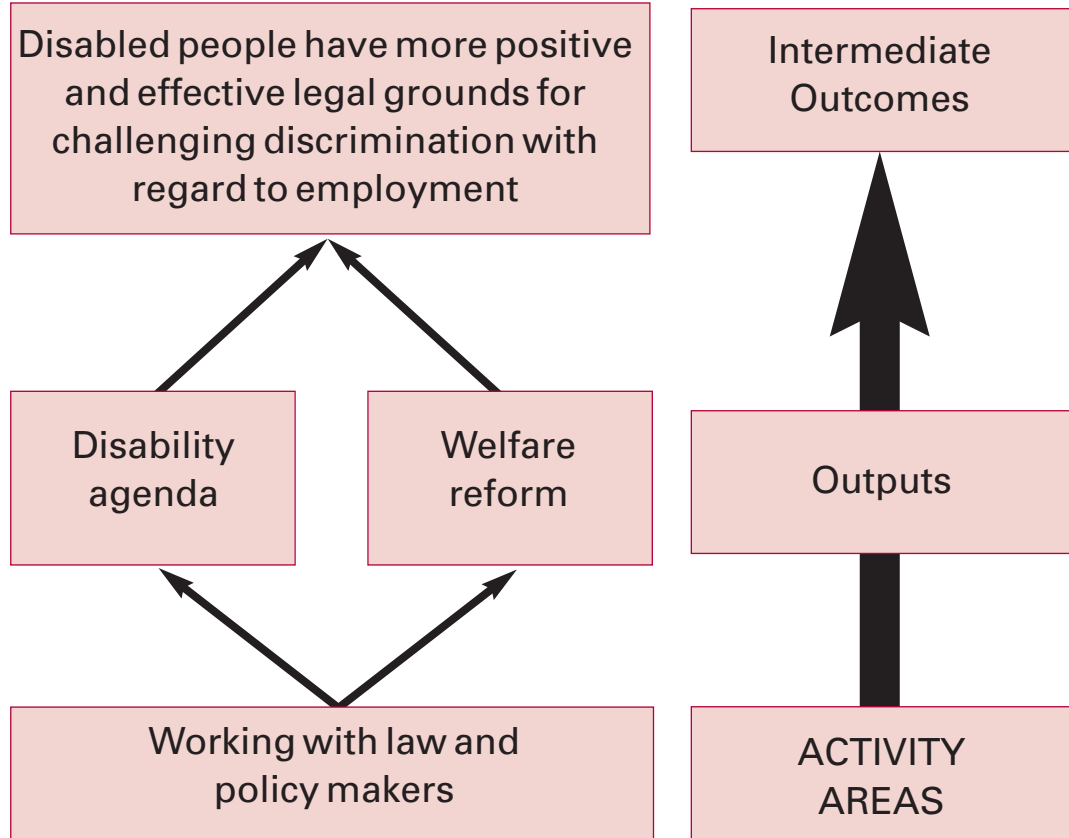 Disabled people have more positive
and effective legal grounds for
challenging discrimination with
regard to employment
Intermediate
Outcomes
Disability
agenda
Welfare
reform
Outputs
Working with law and
policy makers
ACTIVITY
AREAS